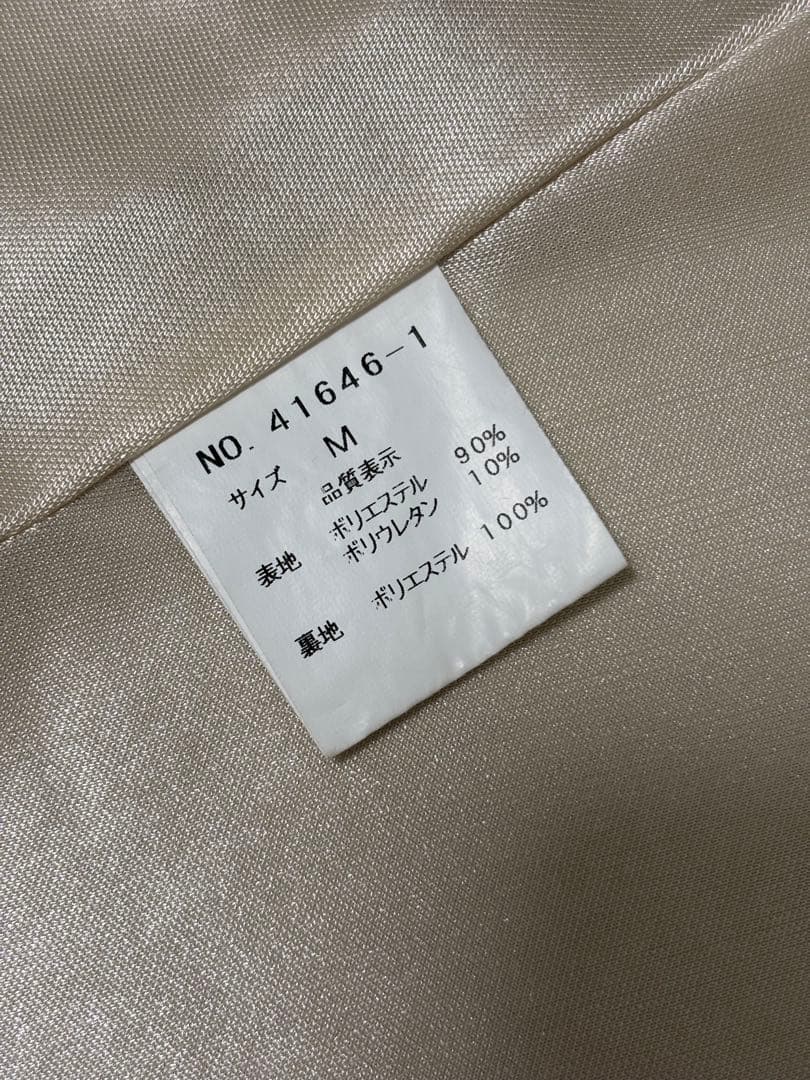 NO. 41646-1
サイズ M
品質表示
表地 ポリエステル 90%
ポリウレタン 10%
裏地 ポリエステル 100%